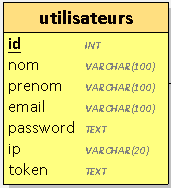 utilisateurs
id INT
nom VARCHAR(100)
prenom VARCHAR(100)
email VARCHAR(100)
password TEXT
ip VARCHAR(20)
token TEXT